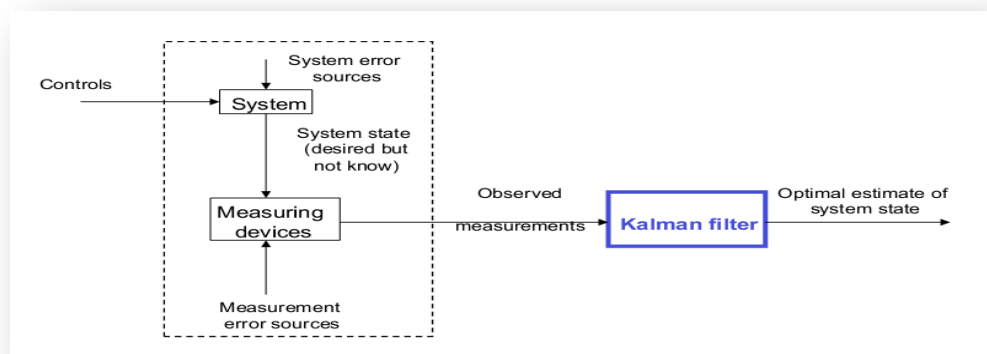 System error
sources
Controls
System
System state
(desired but
not know)
Measuring
devices
Observed
measurements
Kalman filter
Optimal estimate of
system state
Measurement
error sources